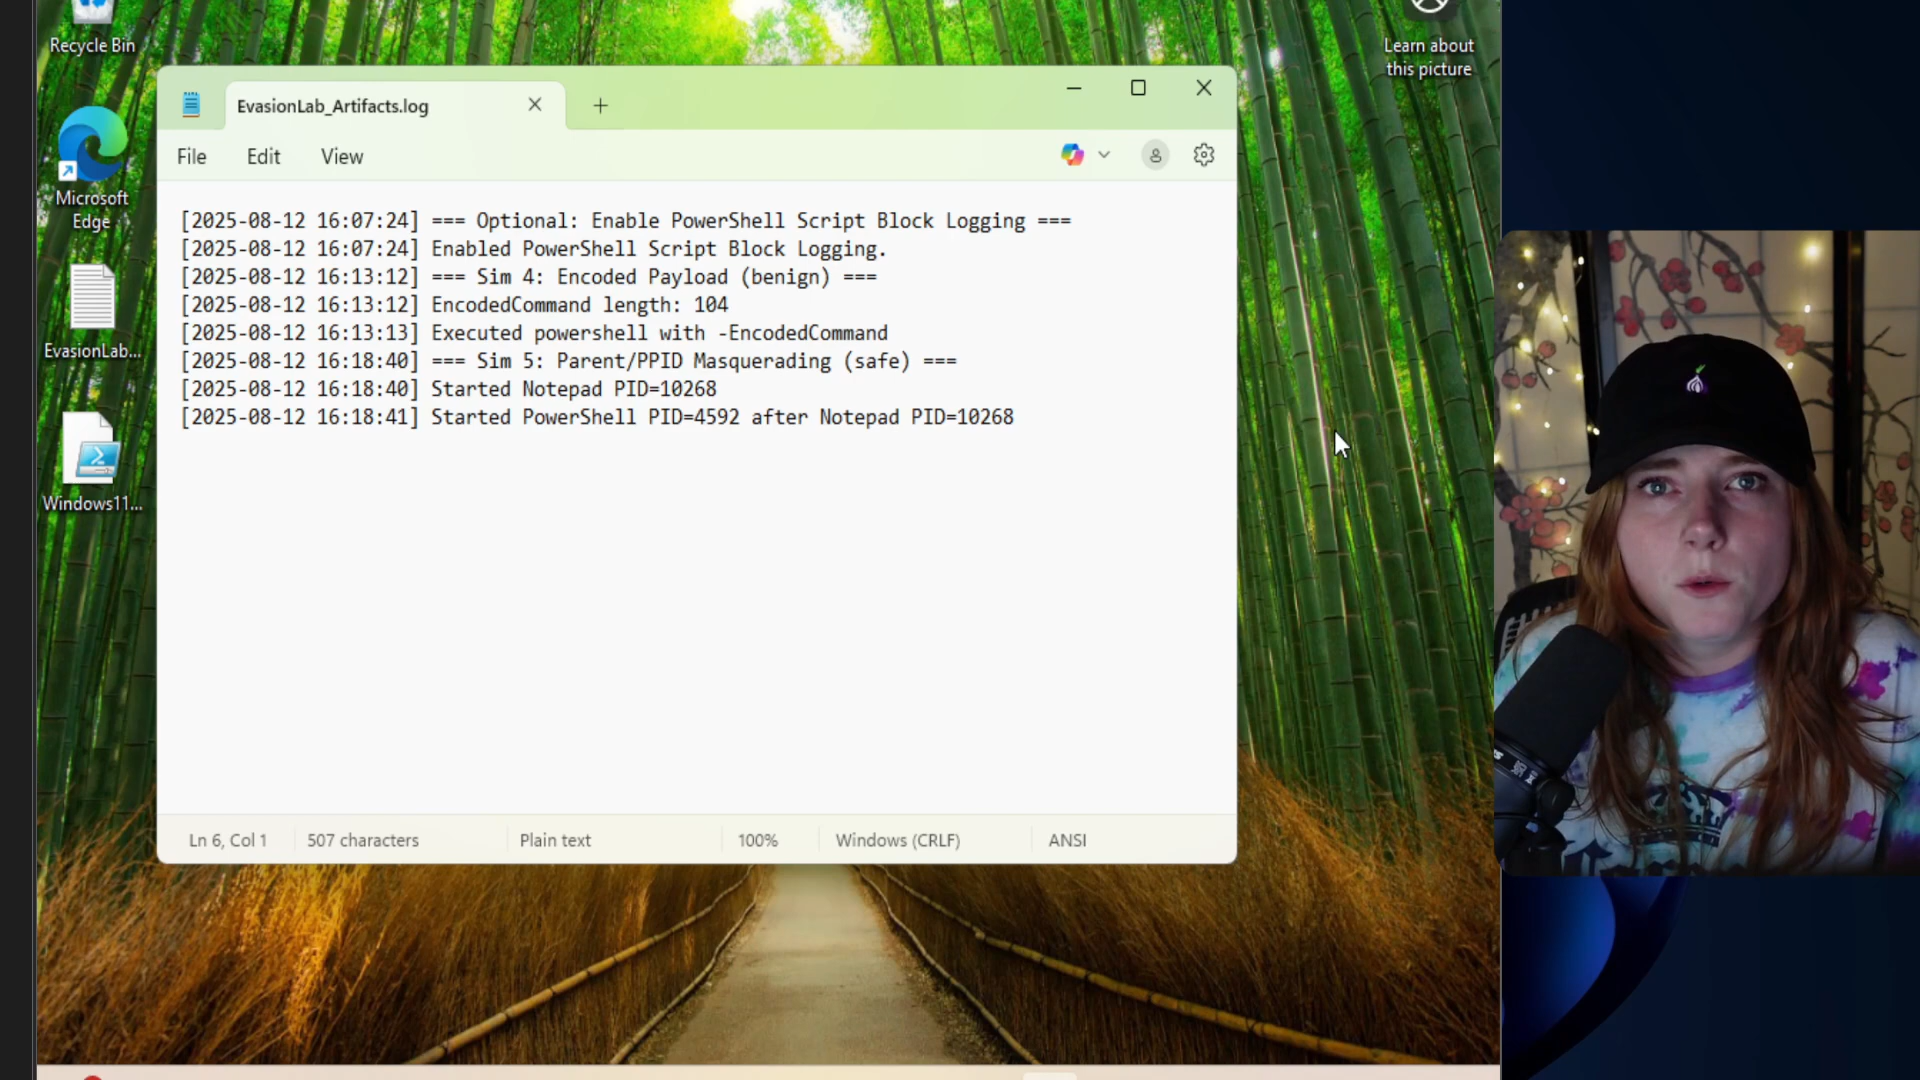 Recycle Bin
Learn about
this picture
EvasionLab_Artifacts.log
File Edit View
Microsoft
Edge
[2025-08-12 16:07:24] === Optional: Enable PowerShell Script Block Logging ===
[2025-08-12 16:07:24] Enabled PowerShell Script Block Logging.
[2025-08-12 16:13:12] === Sim 4: Encoded Payload (benign) ===
[2025-08-12 16:13:12] EncodedCommand length: 104
[2025-08-12 16:13:13] Executed powershell with -EncodedCommand
[2025-08-12 16:18:40] === Sim 5: Parent/PPID Masquerading (safe) ===
[2025-08-12 16:18:40] Started Notepad PID=10268
[2025-08-12 16:18:41] Started PowerShell PID=4592 after Notepad PID=10268
EvasionLab...
Windows11...
Ln 6, Col 1 507 characters Plain text 100% Windows (CRLF) ANSI